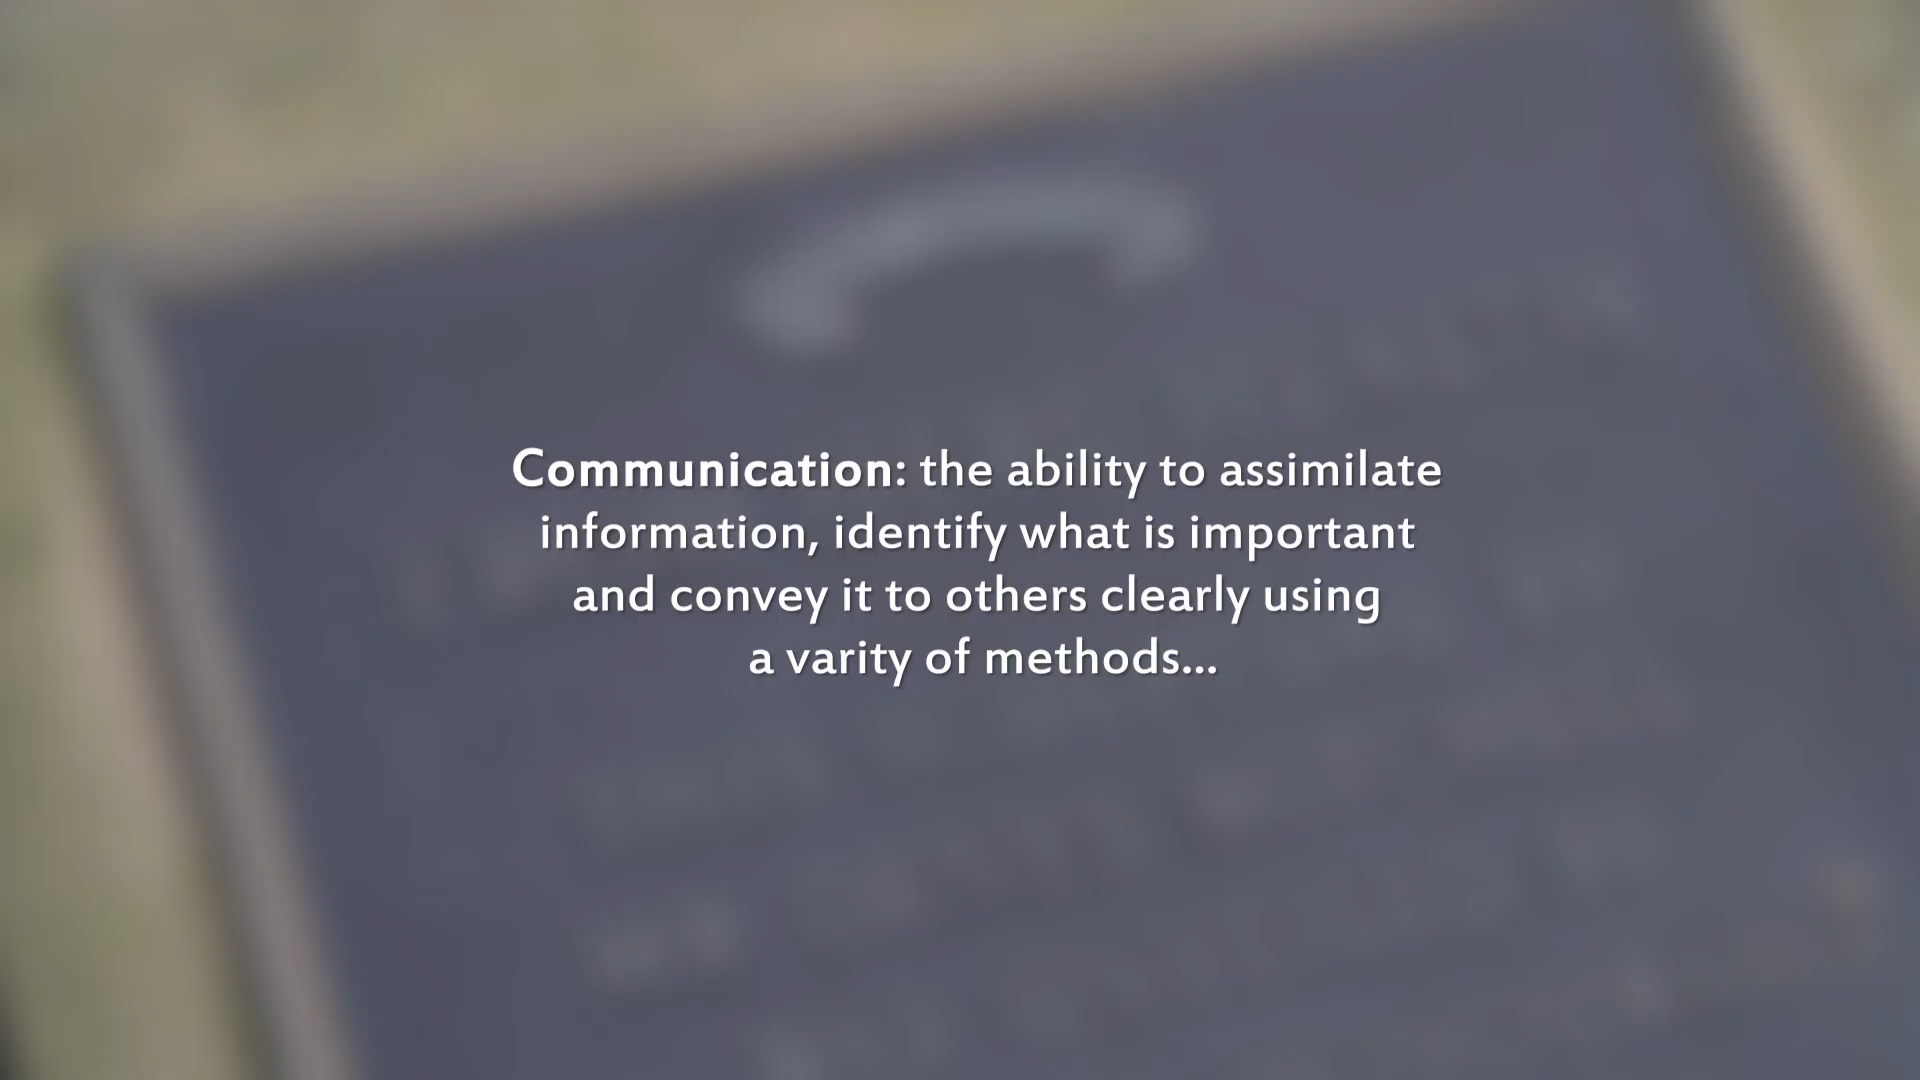 Communication: the ability to assimilate
information, identify what is important
and convey it to others clearly using
a varity of methods...